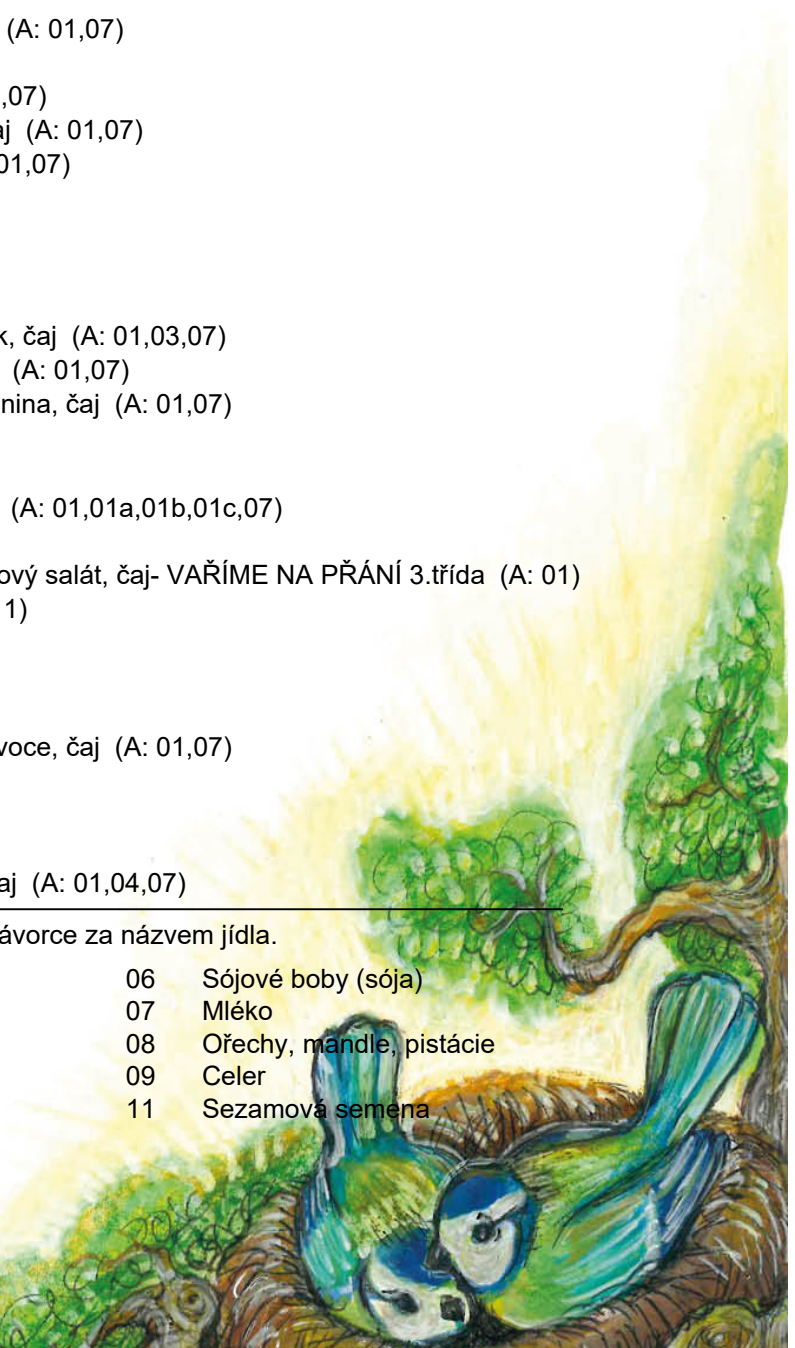 (A: 01,07)
,07)
aj (A: 01,07)
01,07)
k, čaj (A: 01,03,07)
(A: 01,07)
nina, čaj (A: 01,07)
(A: 01,01a,01b,01c,07)
ový salát, čaj- VAŘÍME NA PŘÁNÍ 3.třída (A: 01)
1)
voce, čaj (A: 01,07)
aj (A: 01,04,07)
ávorce za názvem jídla.
06 Sójové boby (sója)
07 Mléko
08 Ořechy, mandle, pistácie
09 Celer
11 Sezamová semena